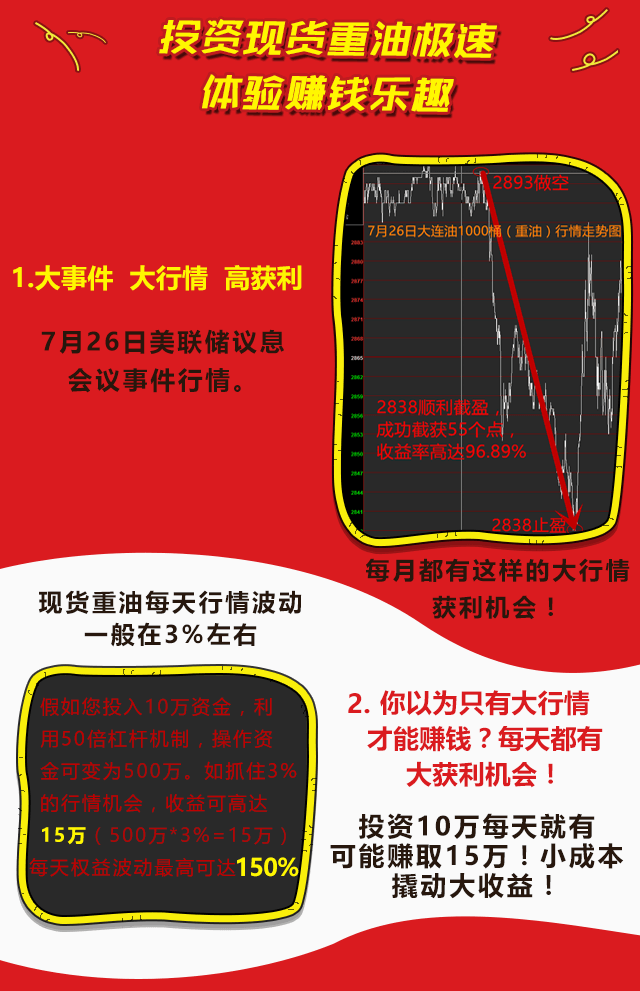 投资现货重油极速
体验赚钱乐趣
2893做空
7月26日大连油1000桶（重油）行情走势图
1.大事件 大行情 高获利
7月26日美联储议息
会议事件行情。
2883
2880
2877
2874
2871
2868
2865
2862
2859
2856
2853
2850
2847
2844
2841
2838顺利截盈，
成功截获55个点，
收益率高达96.89%
2838止盈
每月都有这样的大行情
获利机会！
现货重油每天行情波动
一般在3%左右
假如您投入10万资金，利
用50倍杠杆机制，操作资
金可变为500万。如抓住3%
的行情机会，收益可高达
15万（500万*3%=15万）
每天权益波动最高可达150%
2. 你以为只有大行情
才能赚钱？每天都有
大获利机会！
投资10万每天就有
可能赚取15万！小成本
撬动大收益！